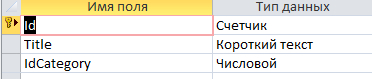 Имя поля Тип данных
Id Счетчик
Title Короткий текст
IdCategory Числовой